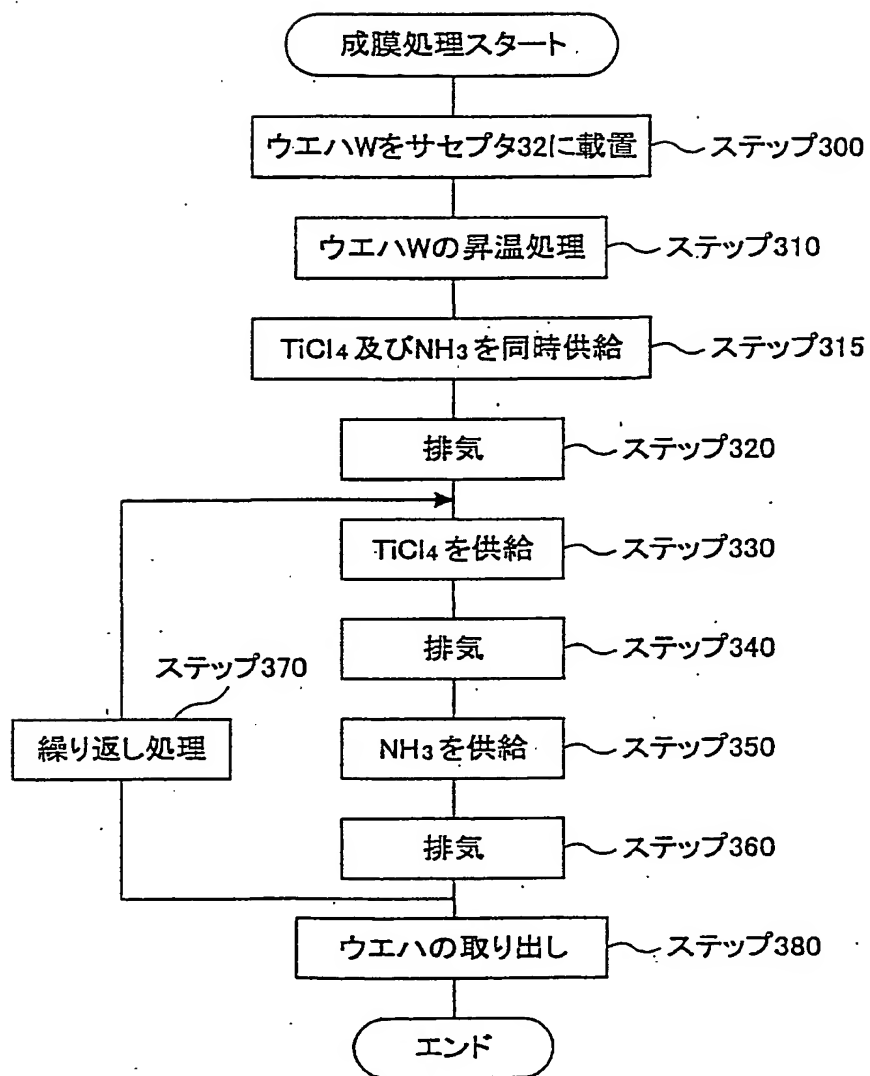 成膜処理スタート
ウエハWをサセプタ32に載置
ステップ300
ウエハWの昇温処理
ステップ310
TiCl4及びNH3を同時供給
ステップ315
排気
ステップ320
TiCl4を供給
ステップ330
排気
ステップ340
ステップ370
繰り返し処理
NH3を供給
ステップ350
排気
ステップ360
ウエハの取り出し
ステップ380
エンド